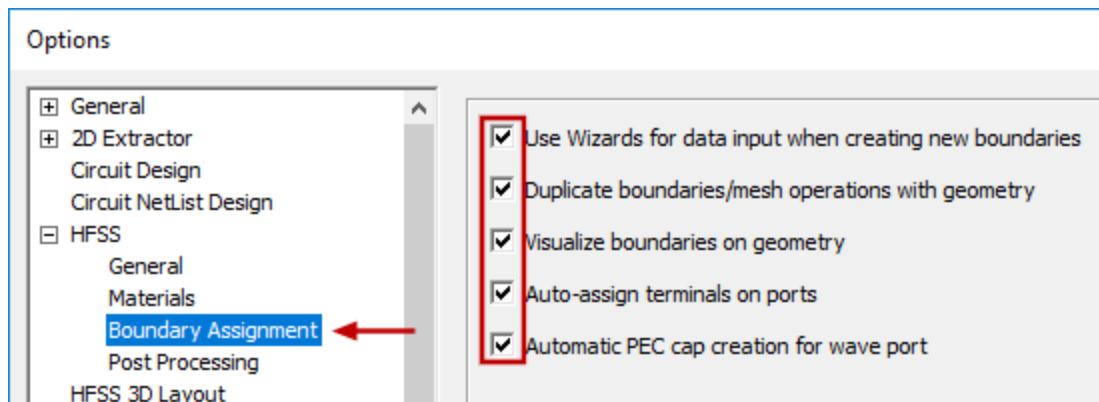 Options
General
2D Extractor
Circuit Design
Circuit NetList Design
HFSS
General
Materials
Boundary Assignment
Post Processing
HFSS 3D Layout
Use Wizards for data input when creating new boundaries
Duplicate boundaries/mesh operations with geometry
Visualize boundaries on geometry
Auto-assign terminals on ports
Automatic PEC cap creation for wave port